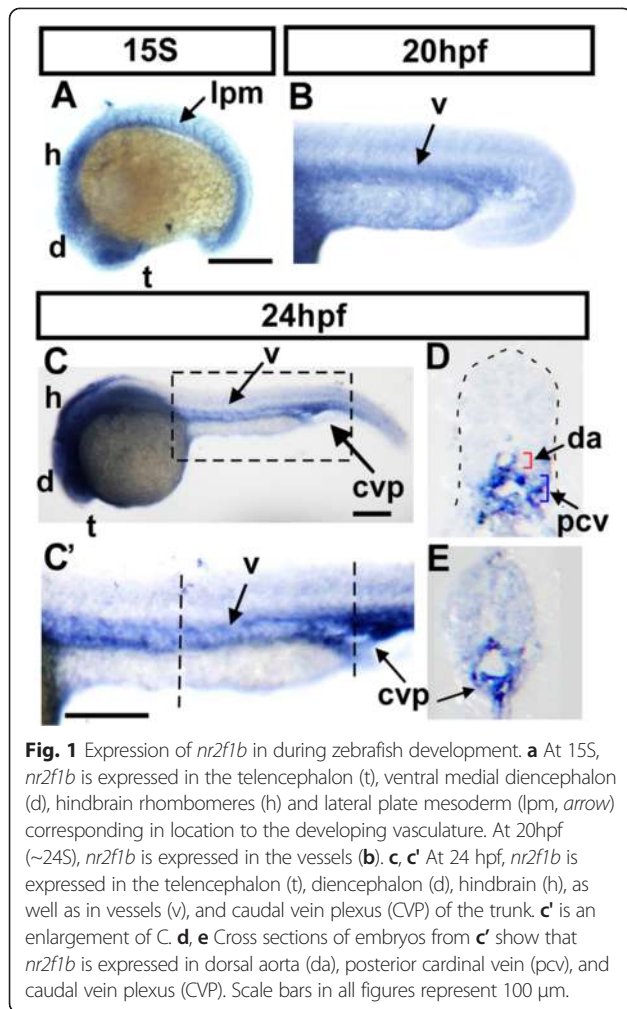 15S
20hpf
A
lpm
h
d
t
B
v
24hpf
C
v
h
d
t
cvp
D
da
pcv
C'
v
cvp
E
Fig. 1 Expression of nr2f1b in during zebrafish development. a At 15S,
nr2f1b is expressed in the telencephalon (t), ventral medial diencephalon
(d), hindbrain rhombomeres (h) and lateral plate mesoderm (lpm, arrow)
corresponding in location to the developing vasculature. At 20hpf
(~24S), nr2f1b is expressed in the vessels (b). c, c' At 24 hpf, nr2f1b is
expressed in the telencephalon (t), diencephalon (d), hindbrain (h), as
well as in vessels (v), and caudal vein plexus (CVP) of the trunk. c' is an
enlargement of C. d, e Cross sections of embryos from c’ show that
nr2f1b is expressed in dorsal aorta (da), posterior cardinal vein (pcv), and
caudal vein plexus (CVP). Scale bars in all figures represent 100 μm.